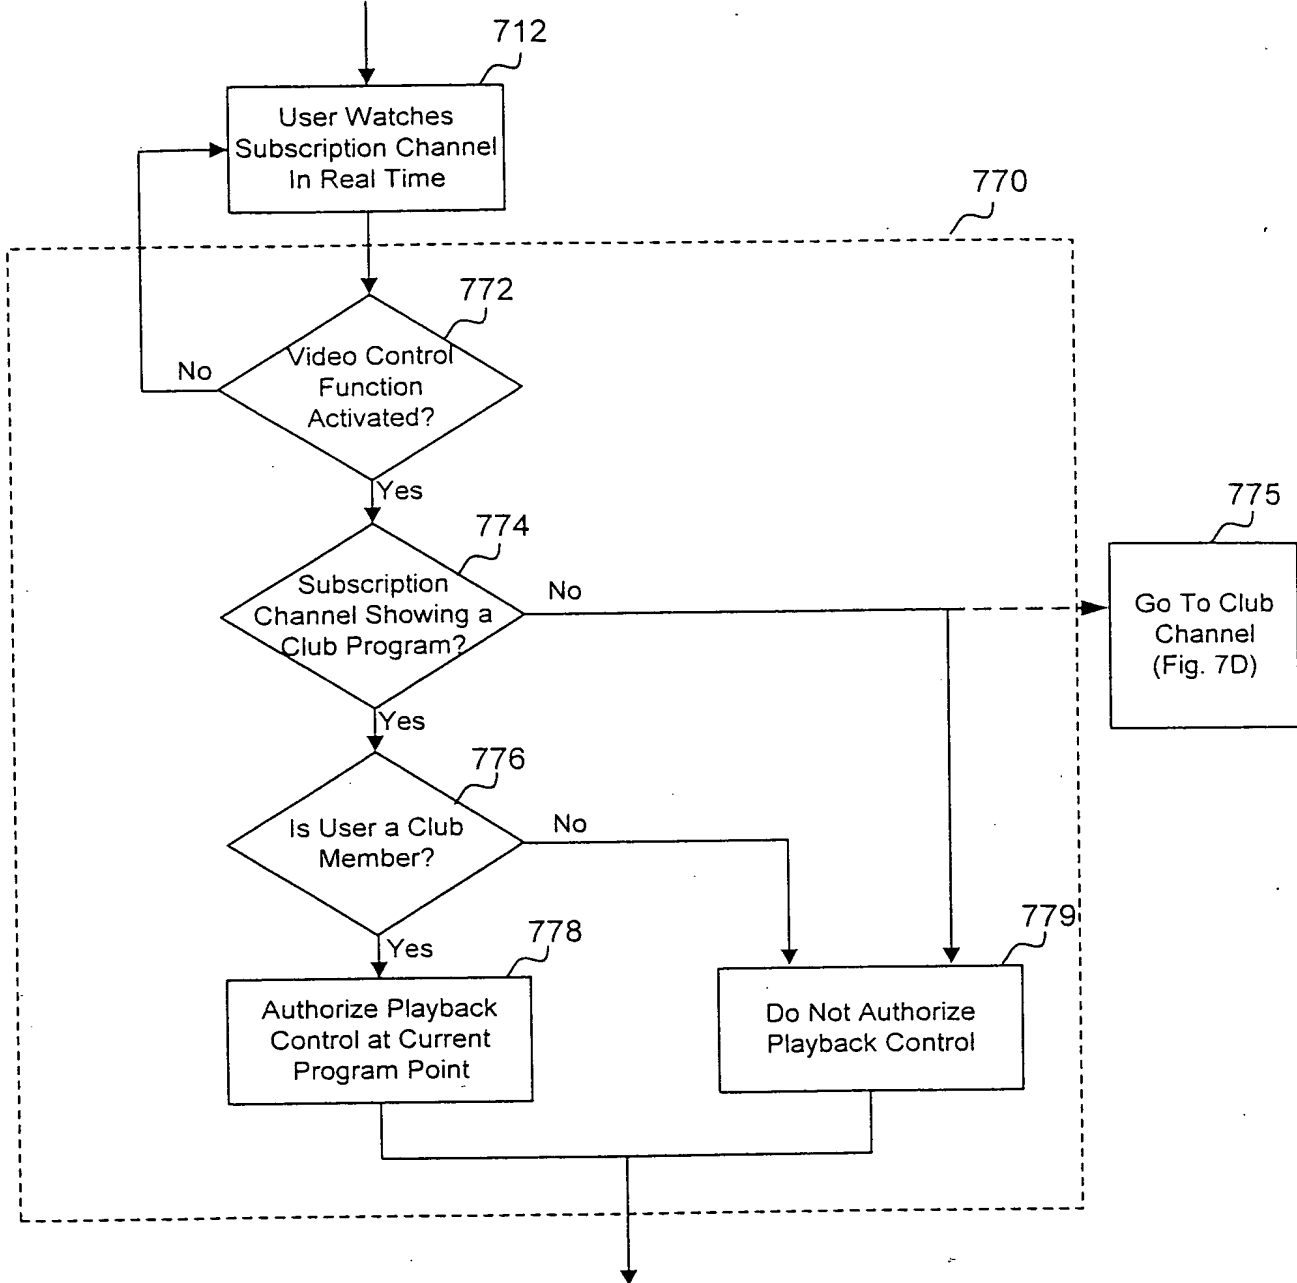 712
User Watches
Subscription Channel
In Real Time
770
772
Video Control
Function
Activated?
No
Yes
774
Subscription
Channel Showing a
Club Program?
No
775
Go To Club
Channel
(Fig. 7D)
Yes
776
Is User a Club
Member?
No
Yes
778
Authorize Playback
Control at Current
Program Point
779
Do Not Authorize
Playback Control